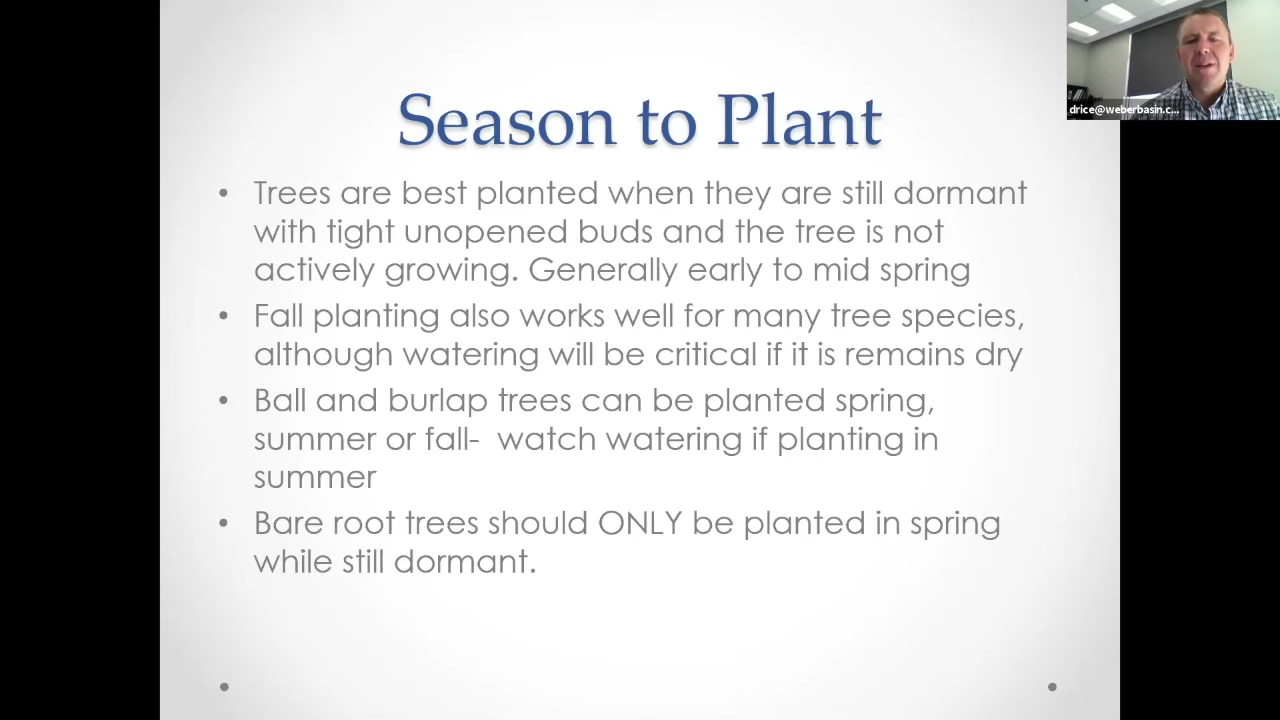 drice@weberbasin.c...
Season to Plant
• Trees are best planted when they are still dormant
with tight unopened buds and the tree is not
actively growing. Generally early to mid spring
• Fall planting also works well for many tree species,
although watering will be critical if it is remains dry
• Ball and burlap trees can be planted spring,
summer or fall-  watch watering if planting in
summer
• Bare root trees should ONLY be planted in spring
while still dormant.